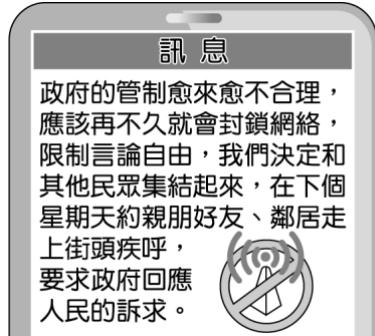 訊息
政府的管制愈來愈不合理，
應該再不久就會封鎖網絡，
限制言論自由，我們決定和
其他民眾集結起來，在下個
星期天約親朋好友、鄰居走
上街頭疾呼，
要求政府回應
人民的訴求。